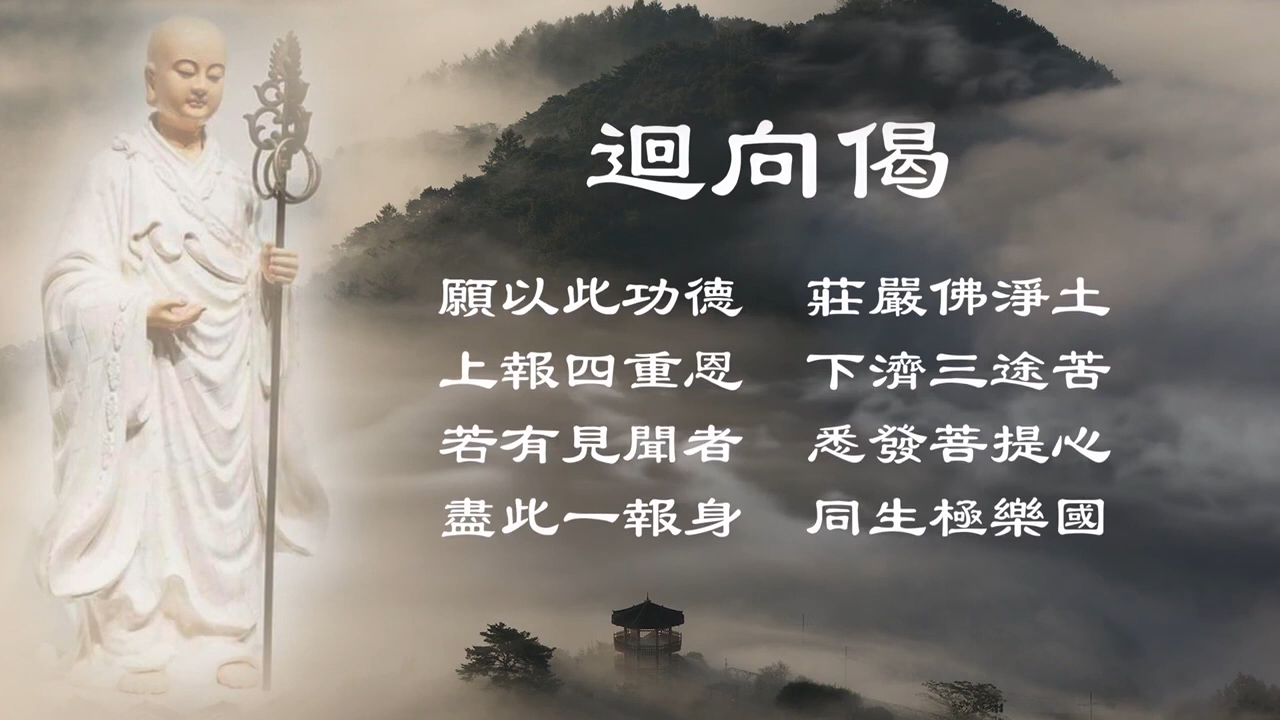 迴向偈
願以此功德　莊嚴佛淨土
上報四重恩　下濟三途苦
若有見聞者　悉發菩提心
盡此一報身　同生極樂國